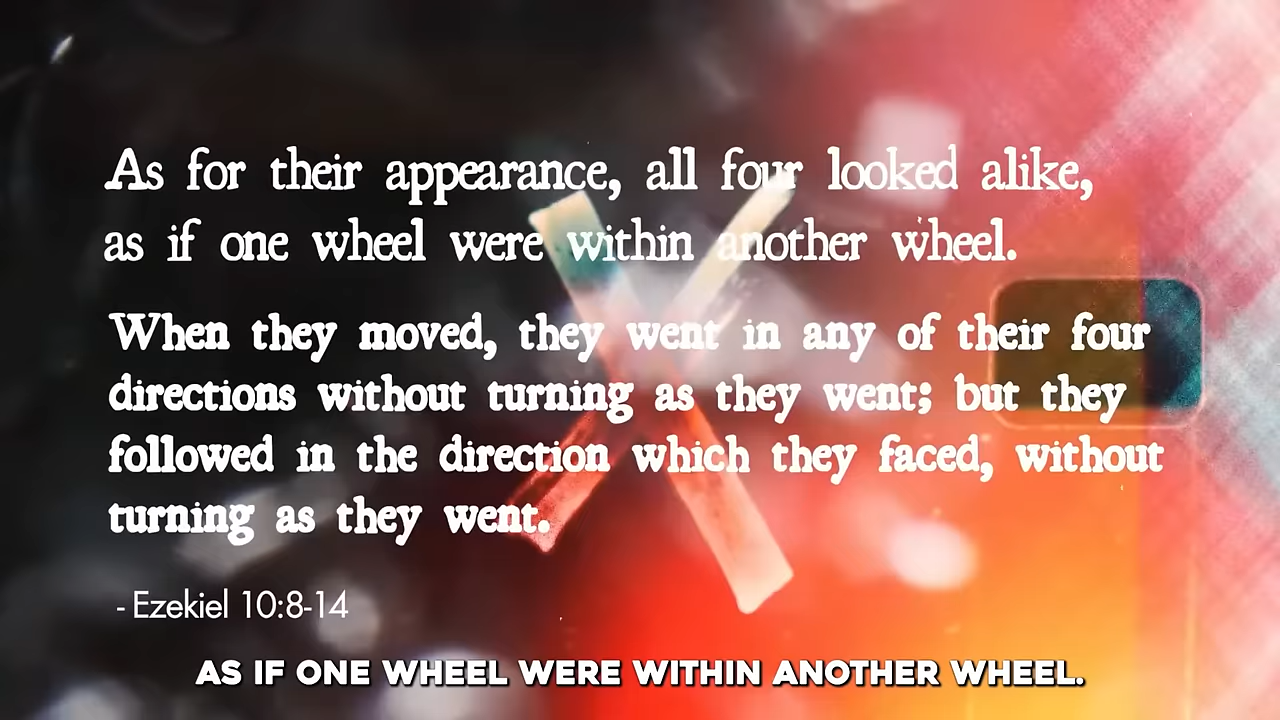 As for their appearance, all four looked alike,
as if one wheel were within another wheel.
When they moved, they went in any of their four
directions without turning as they went; but they
followed in the direction which they faced, without
turning as they went.
- Ezekiel 10:8-14
AS IF ONE WHEEL WERE WITHIN ANOTHER WHEEL.